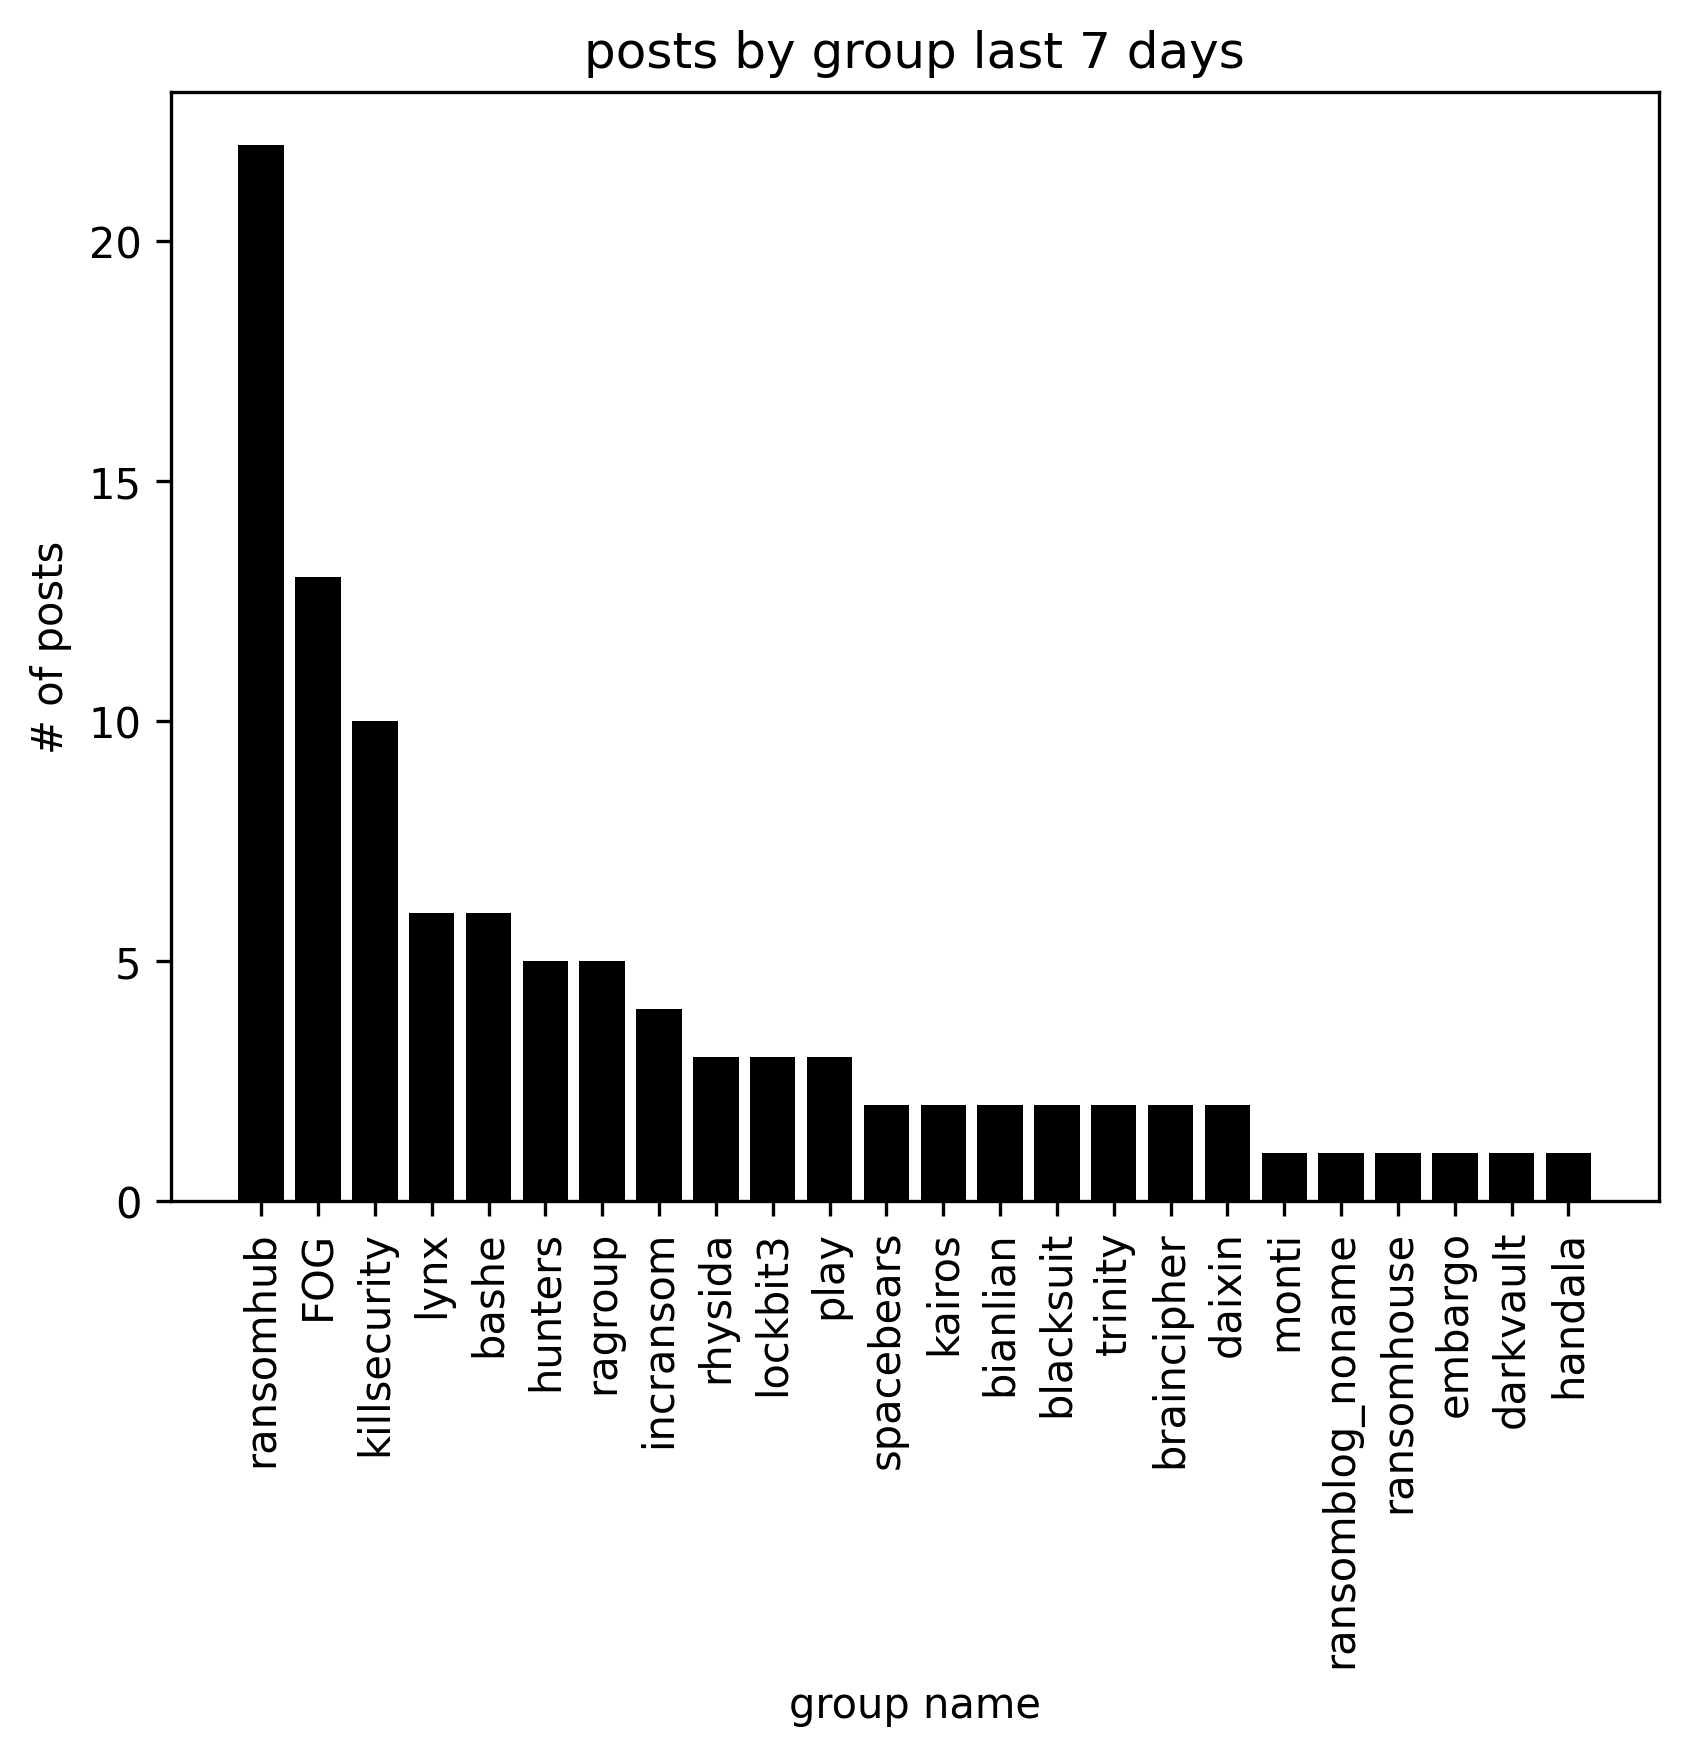 posts by group last 7 days
# of posts
20
15
10
5
0
ransomhub
FOG
killsecurity
lynx
bashe
hunters
ragroup
incransom
rhysida
lockbit3
play
spacebears
kairos
bianlian
blacksuit
trinity
braincipher
daixin
monti
ransomblog_noname
ransomhouse
embargo
darkvault
handala
group name